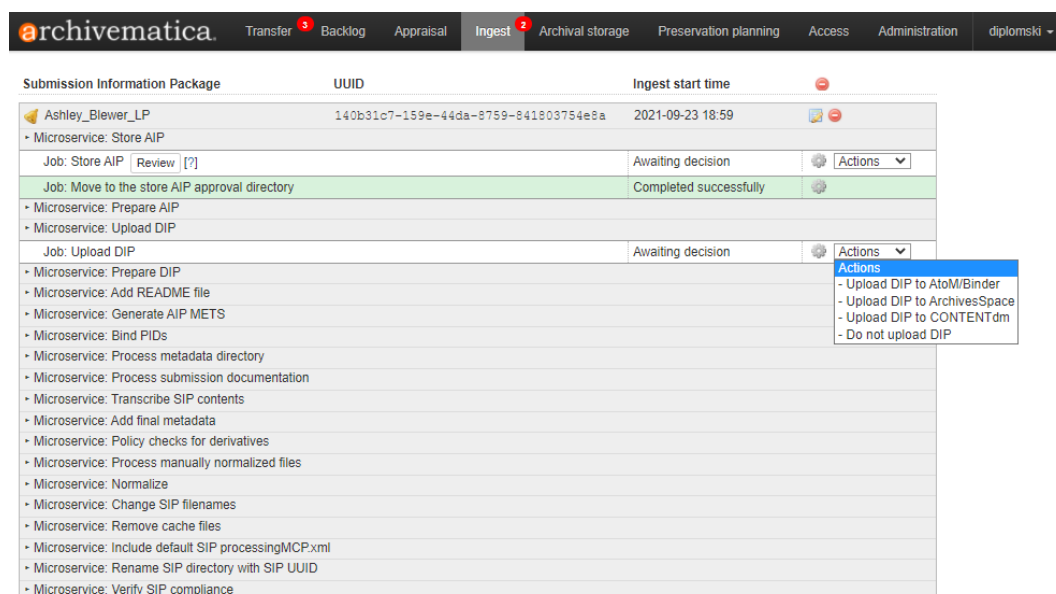 archivematica. Transfer 3 Backlog Appraisal Ingest 2 Archival storage Preservation planning Access Administration diplomski
Submission Information Package UUID Ingest start time
Ashley_Blewer_LP 140b31c7-159e-44da-8759-841803754e8a 2021-09-23 18:59
Microservice: Store AIP
Job: Store AIP Review [?] Awaiting decision Actions
Job: Move to the store AIP approval directory Completed successfully
Microservice: Prepare AIP
Microservice: Upload DIP
Job: Upload DIP Awaiting decision Actions
Microservice: Prepare DIP Actions
Microservice: Add README file - Upload DIP to AtoM/Binder
- Upload DIP to ArchivesSpace
Microservice: Generate AIP METS - Upload DIP to CONTENTdm
Microservice: Bind PIDs - Do not upload DIP
Microservice: Process metadata directory
Microservice: Process submission documentation
Microservice: Transcribe SIP contents
Microservice: Add final metadata
Microservice: Policy checks for derivatives
Microservice: Process manually normalized files
Microservice: Normalize
Microservice: Change SIP filenames
Microservice: Remove cache files
Microservice: Include default SIP processingMCP.xml
Microservice: Rename SIP directory with SIP UUID
Microservice: Verify SIP compliance